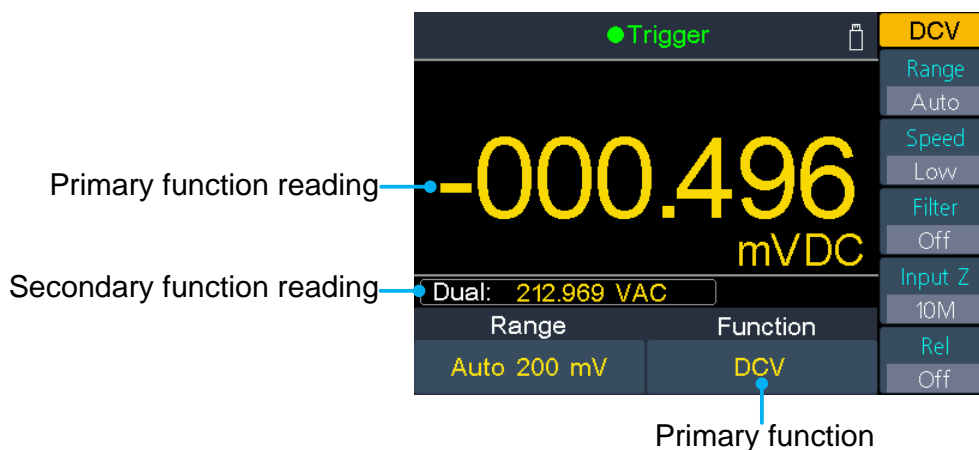 Trigger
DCV
Range
Auto
Speed
Low
Filter
Off
Input Z
10M
Rel
Off
Primary function reading
-000.496
mVDC
Secondary function reading
Dual: 212.969 VAC
Range Function
Auto 200 mV DCV
Primary function